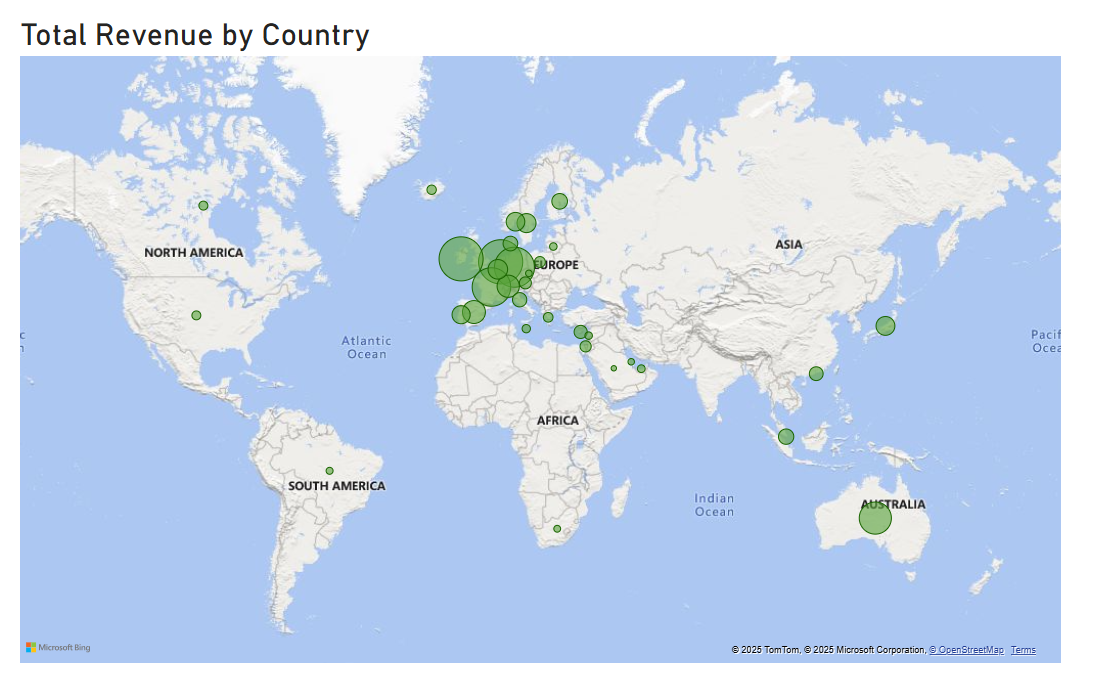 Total Revenue by Country
NORTH AMERICA
ASIA
EUROPE
Atlantic
Ocean
Pacif
Ocea
c
n
AFRICA
SOUTH AMERICA
Indian
Ocean
AUSTRALIA
Microsoft Bing
© 2025 TomTom, © 2025 Microsoft Corporation, © OpenStreetMap Terms